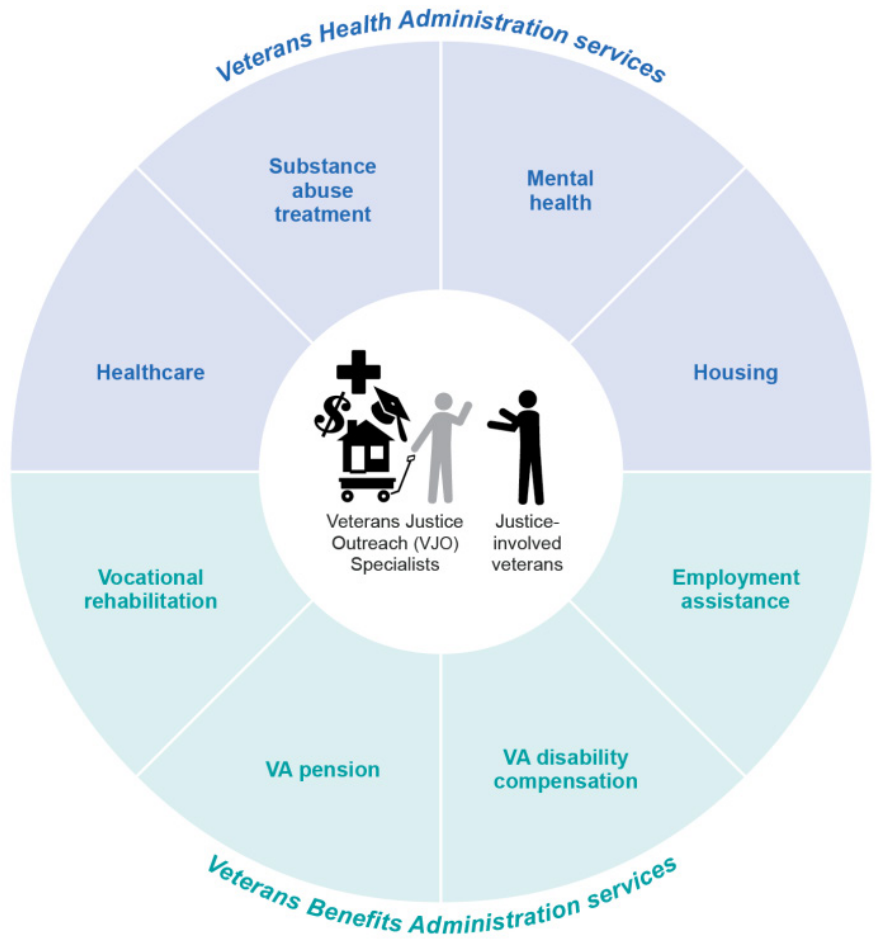 Veterans Health Administration services
Substance
abuse
treatment
Mental
health
Healthcare
Housing
$
Veterans Justice
Outreach (VJO)
Specialists
Justice-
involved
veterans
Vocational
rehabilitation
Employment
assistance
VA pension
VA disability
compensation
Veterans Benefits Administration services